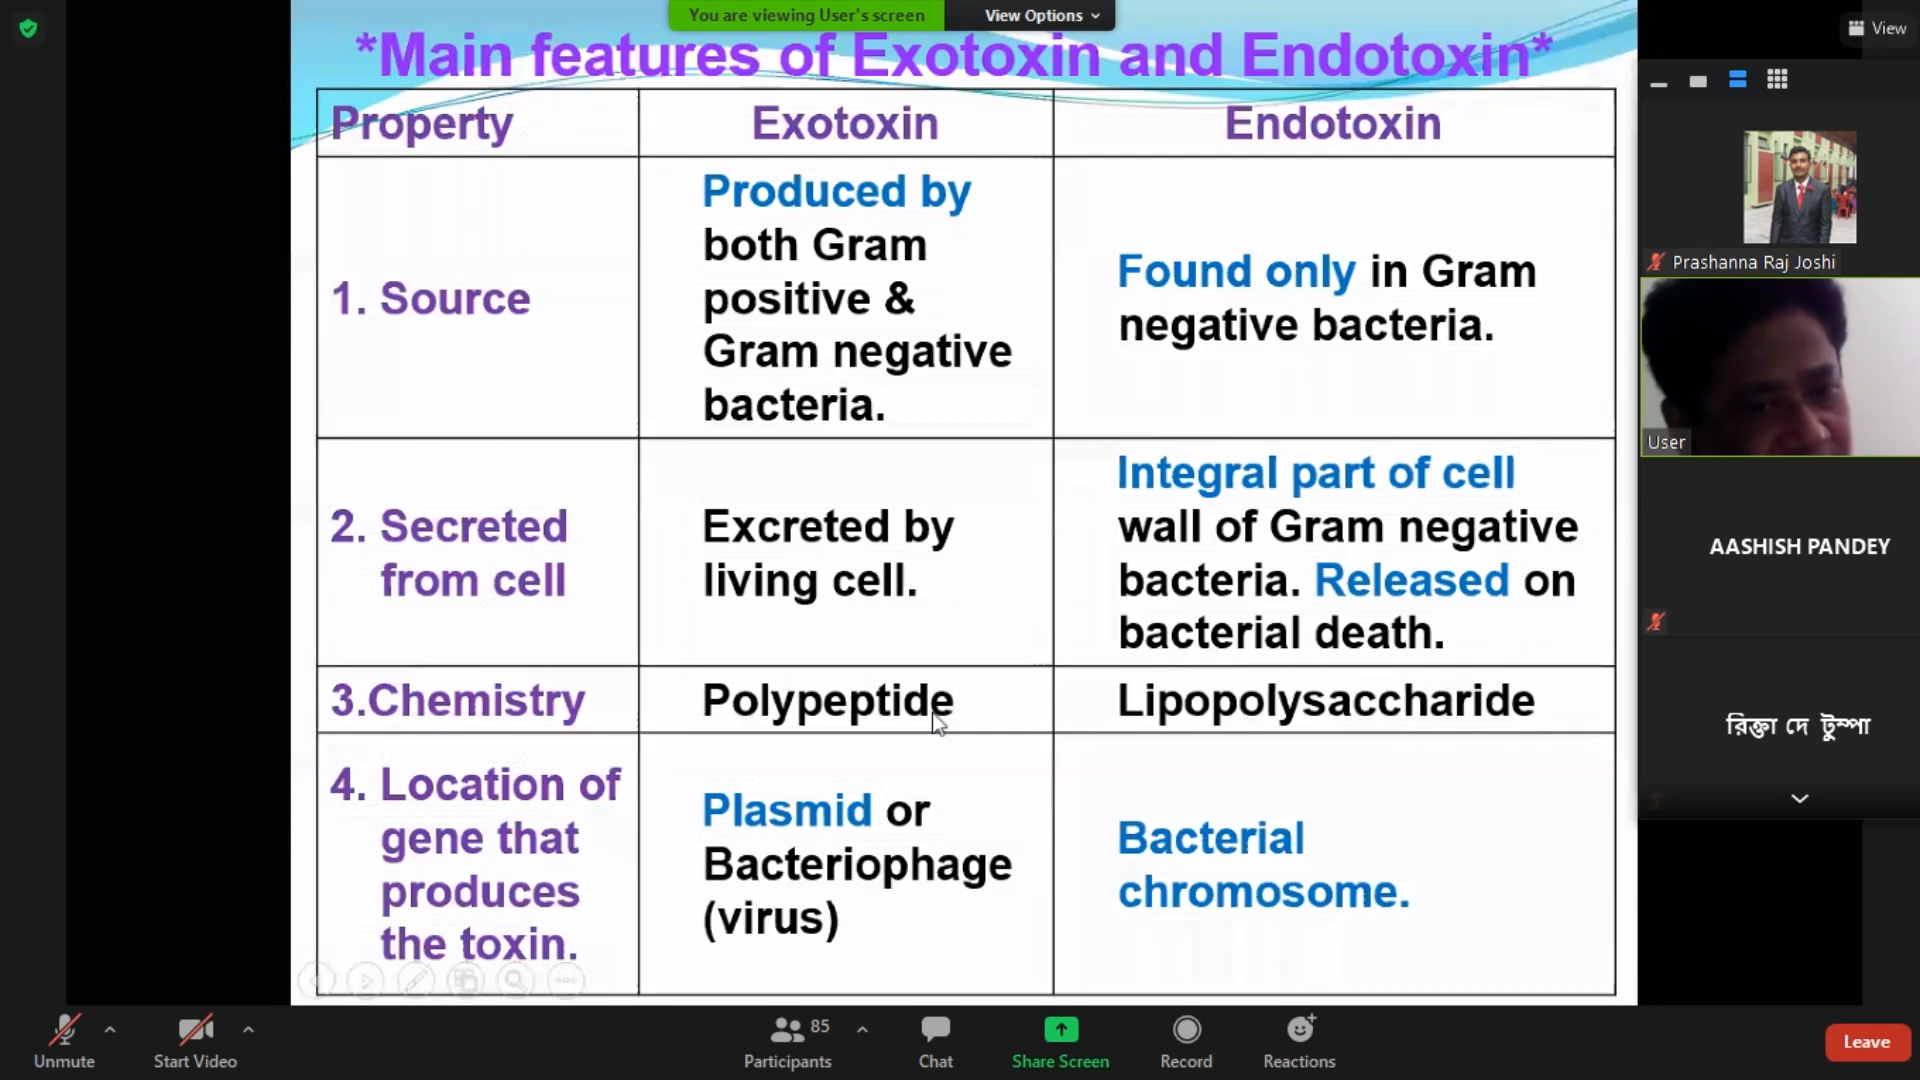 You are viewing User's screen
View Options
View
*Main features of Exotoxin and Endotoxin*
Property
Exotoxin
Endotoxin
1. Source
Produced by
both Gram
positive &
Gram negative
bacteria.
Found only in Gram
negative bacteria.
2. Secreted
from cell
Excreted by
living cell.
Integral part of cell
wall of Gram negative
bacteria. Released on
bacterial death.
3.Chemistry
Polypeptide
Lipopolysaccharide
4. Location of
gene that
produces
the toxin.
Plasmid or
Bacteriophage
(virus)
Bacterial
chromosome.
Prashanna Raj Joshi
User
AASHISH PANDEY
রিক্তা দে টুম্পা
Unmute
Start Video
85
Participants
Chat
Share Screen
Record
Reactions
Leave